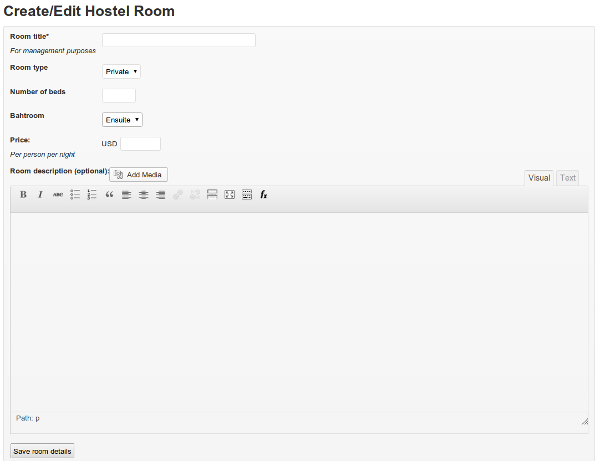 Create/Edit Hostel Room
Room title*
For management purposes
Room type
Private
Number of beds
Bahtroom
Ensuite
Price:
USD
Per person per night
Room description (optional):
Add Media
Visual Text
B I ABC
Path: p
Save room details